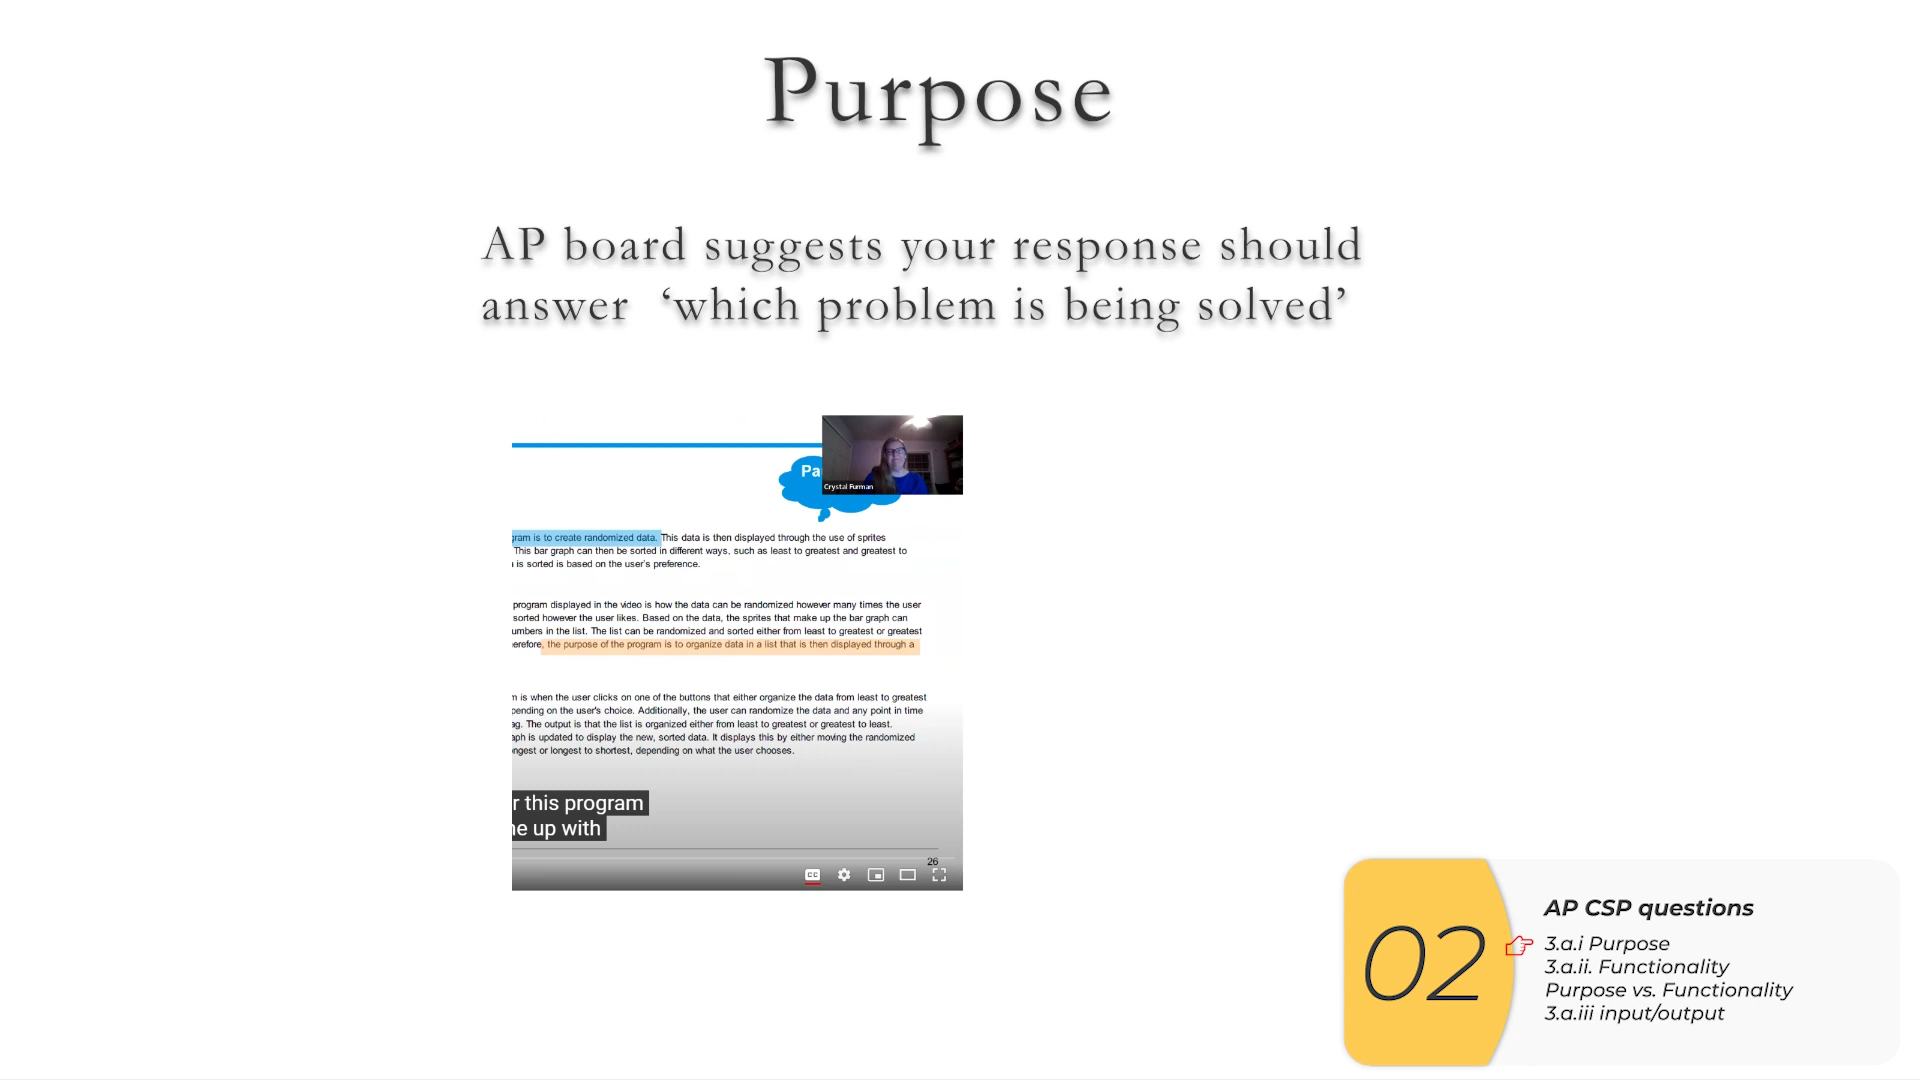 Purpose
AP board suggests your response should
answer ‘which problem is being solved’
Pa
Crystal Furman
gram is to create randomized data. This data is then displayed through the use of sprites
This bar graph can then be sorted in different ways, such as least to greatest and greatest to
is sorted is based on the user's preference.
program displayed in the video is how the data can be randomized however many times the user
sorted however the user likes. Based on the data, the sprites that make up the bar graph can
umbers in the list. The list can be randomized and sorted either from least to greatest or greatest
erefore, the purpose of the program is to organize data in a list that is then displayed through a
is when the user clicks on one of the buttons that either organize the data from least to greatest
pending on the user's choice. Additionally, the user can randomize the data and any point in time
ag. The output is that the list is organized either from least to greatest or greatest to least.
aph is updated to display the new, sorted data. It displays this by either moving the randomized
ongest or longest to shortest, depending on what the user chooses.
r this program
ne up with
26
CC
02
AP CSP questions
3.a.i Purpose
3.a.ii. Functionality
Purpose vs. Functionality
3.a.iii input/output